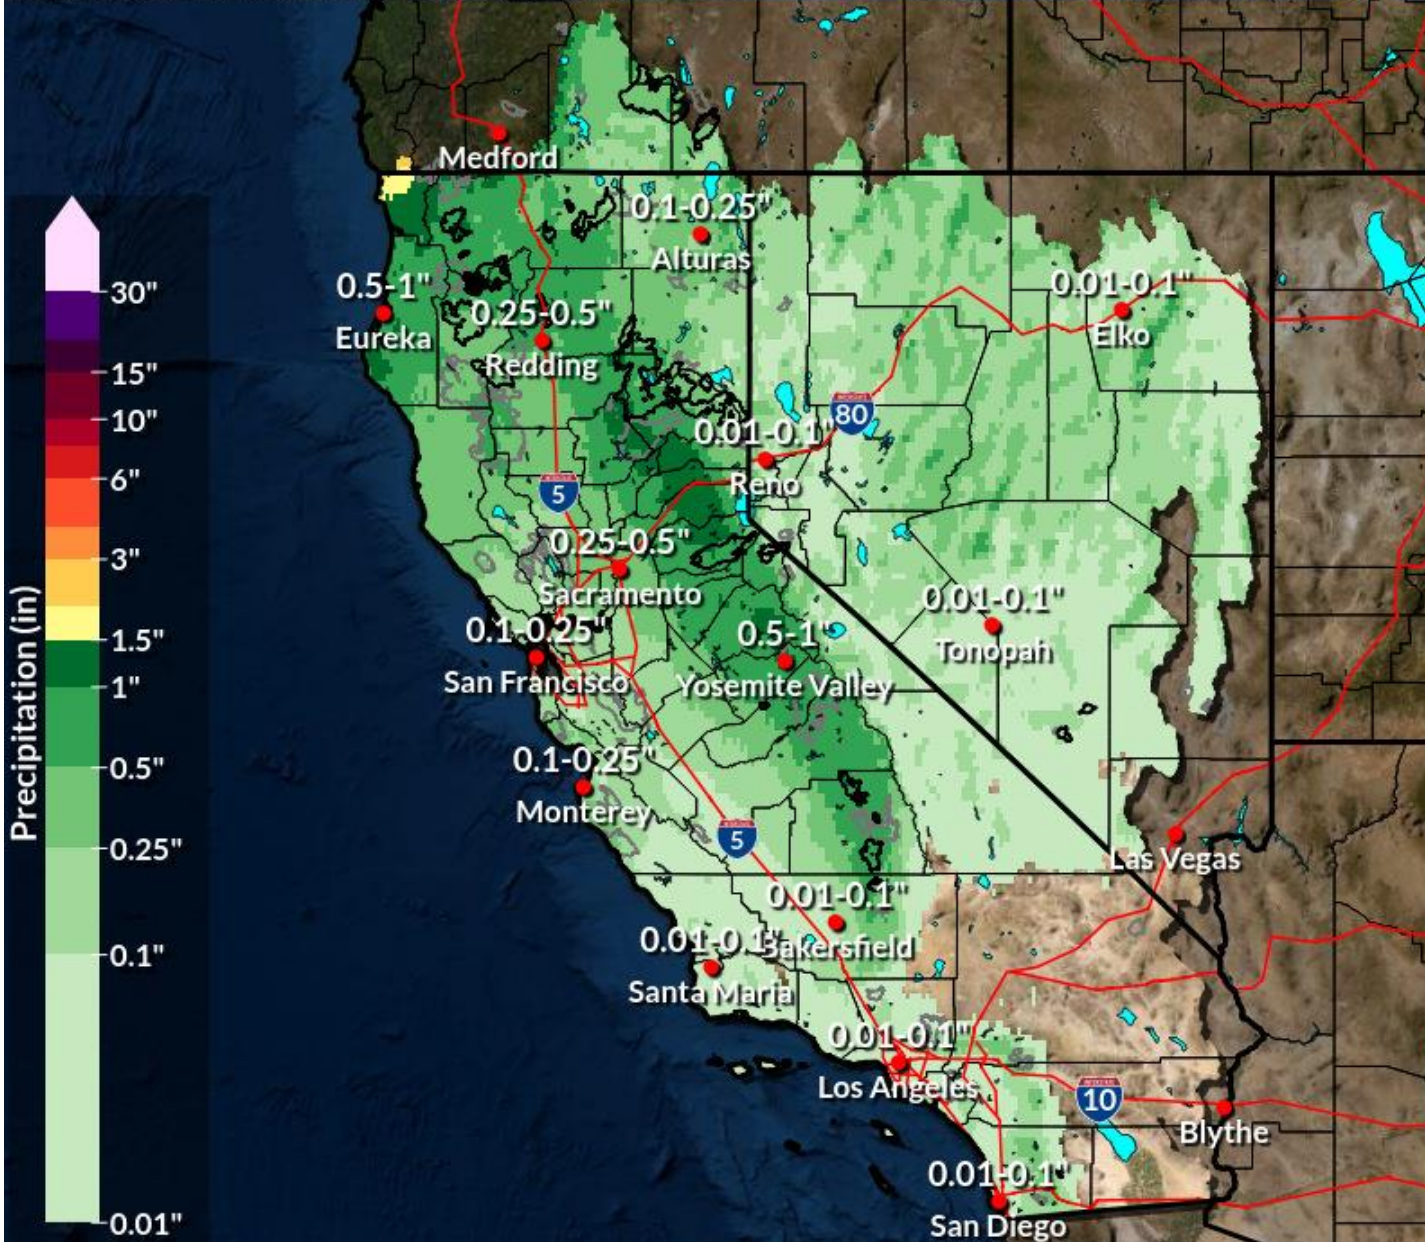 Medford
0.1-0.25"
Alturas
0.5-1"
Eureka
0.25-0.5"
Redding
0.01-0.1"
Elko
80
0.01-0.1"
Reno
5
0.25-0.5"
Sacramento
0.01-0.1"
Tonopah
0.1-0.25"
San Francisco
0.5-1"
Yosemite Valley
0.1-0.25"
Monterey
5
Las Vegas
0.01-0.1"
Bakersfield
0.01-0.1"
Santa Maria
0.01-0.1"
Los Angeles
10
Blythe
0.01-0.1"
San Diego
Precipitation (in)
30"
15"
10"
6"
3"
1.5"
1"
0.5"
0.25"
0.1"
0.01"